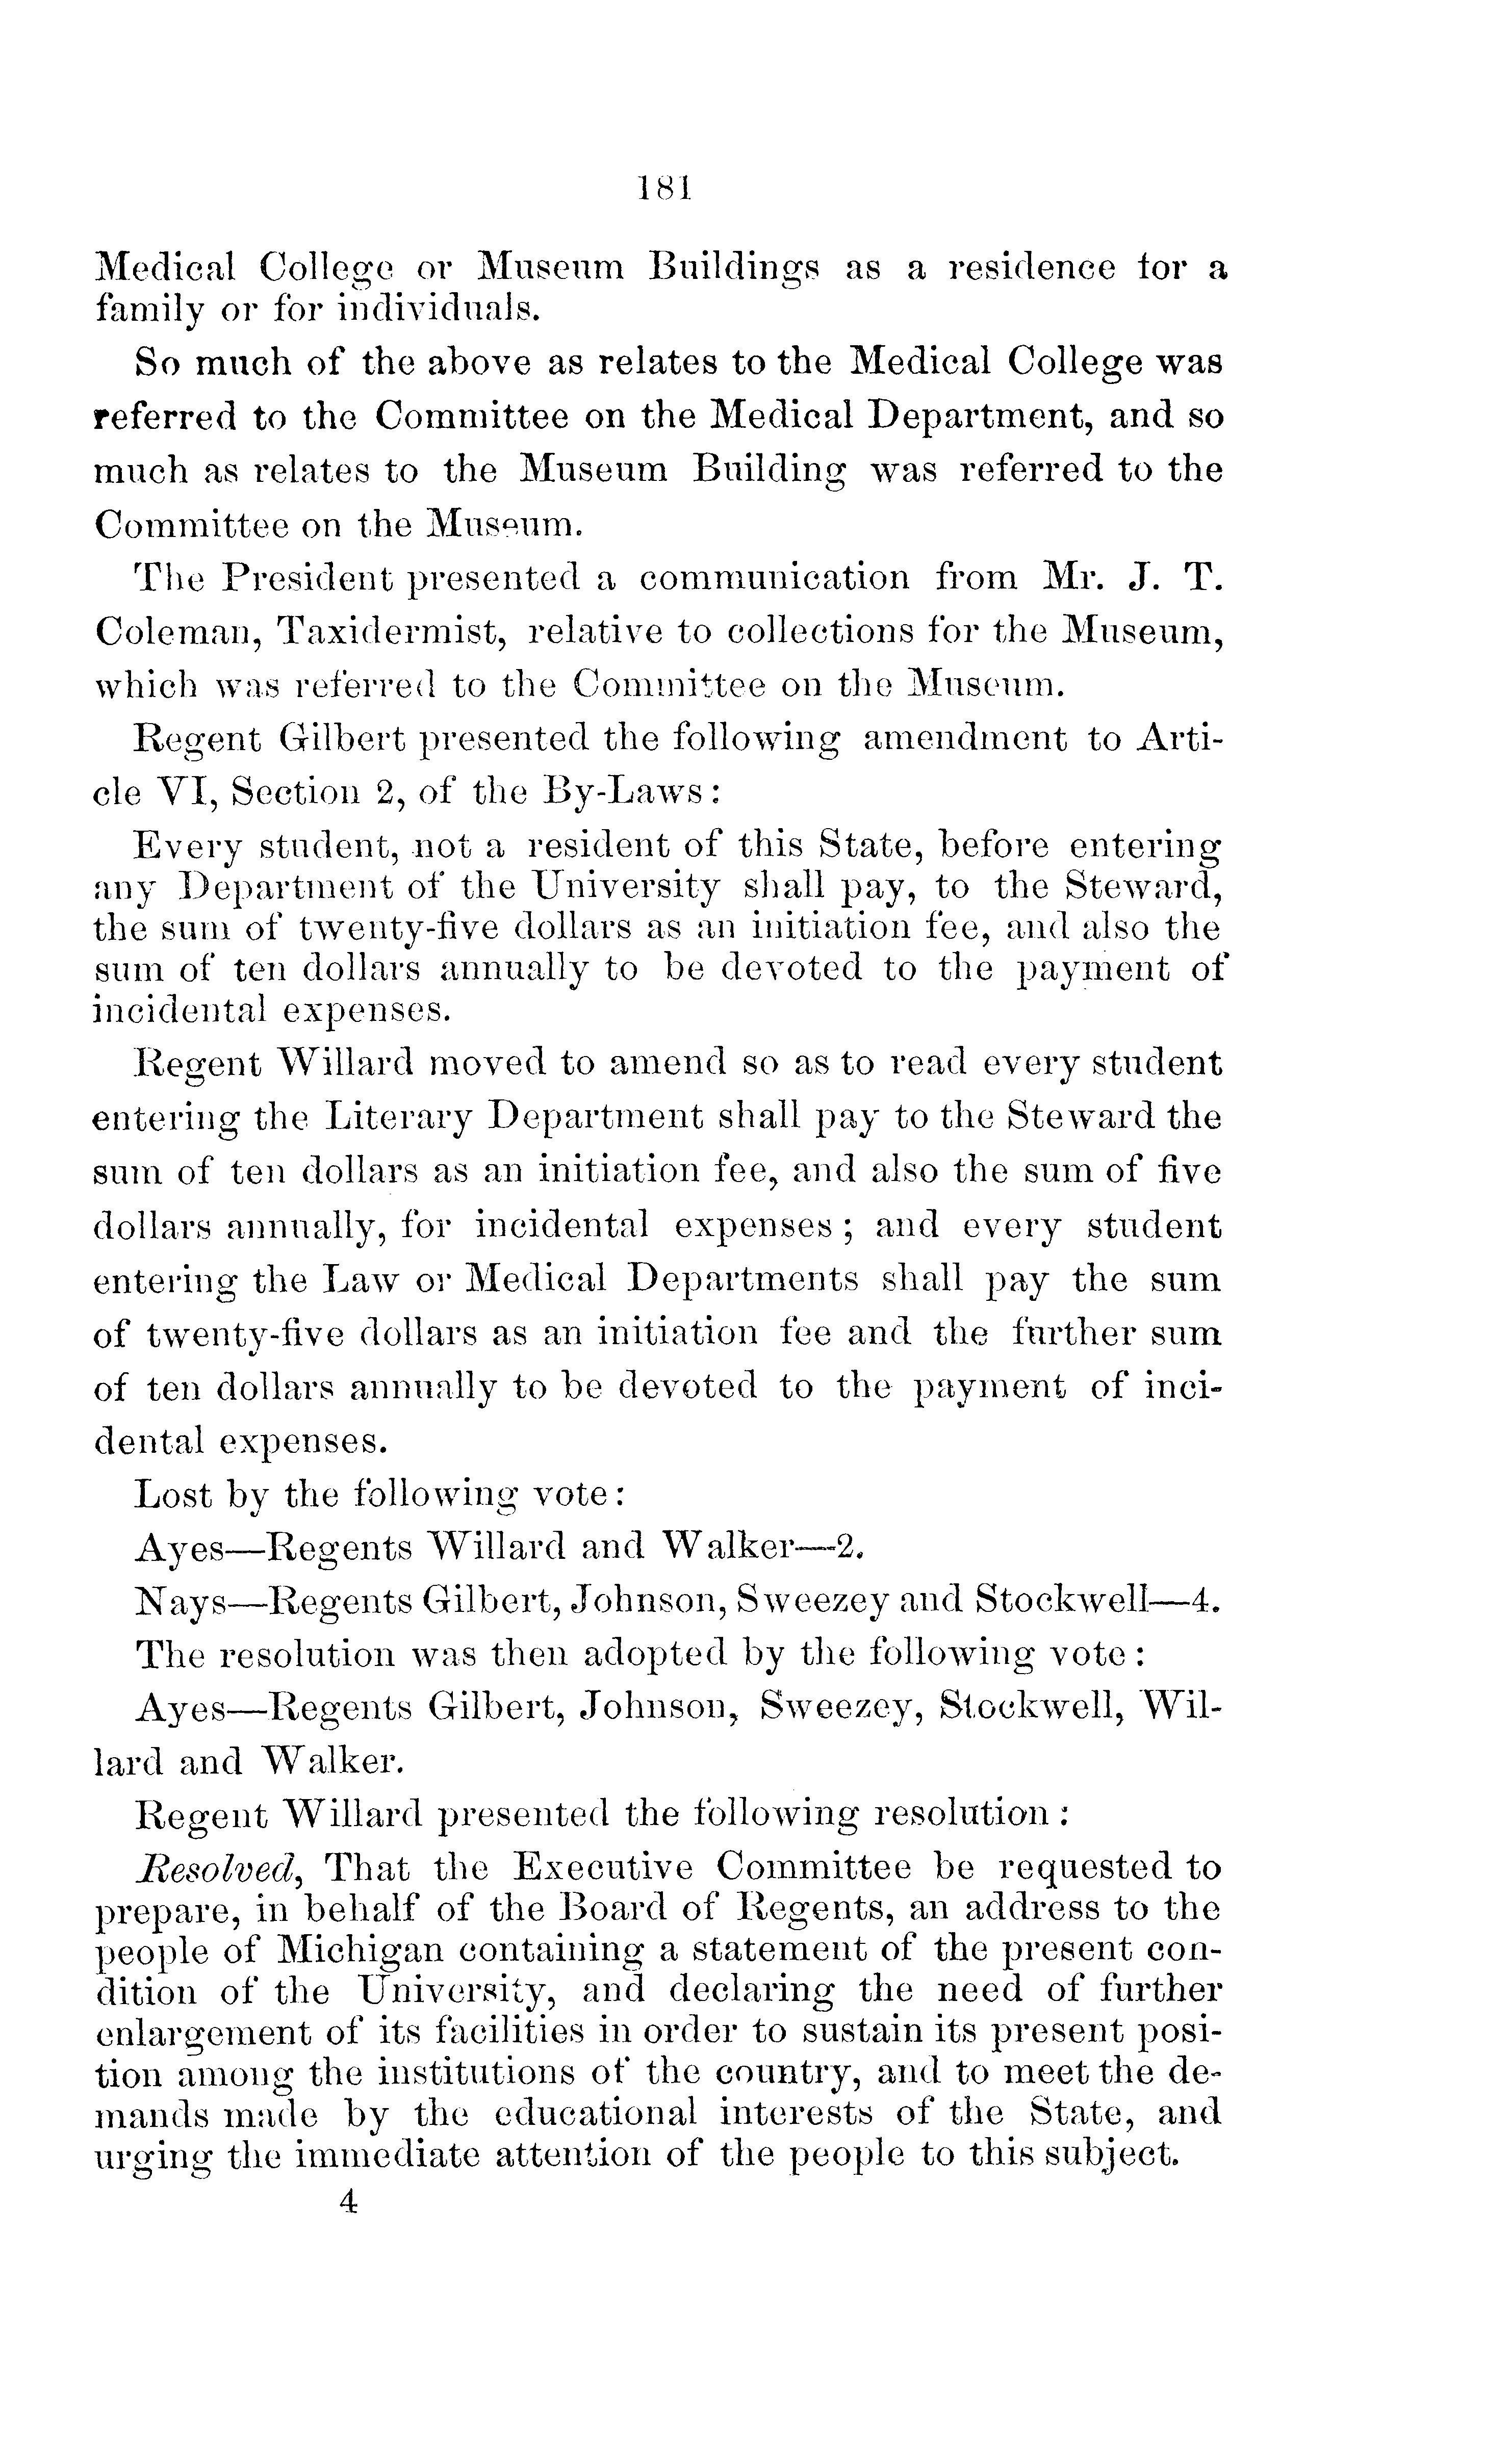 181
Medical College or Museum Buildings as a residence for a
family or for individuals.
So much of the above as relates to the Medical College was
referred to the Committee on the Medical Department, and so
much as relates to the Museum Building was referred to the
Committee on the Museum.
The President presented a communication from Mr. J. T.
Coleman, Taxidermist, relative to collections for the Museum,
which was referred to the Committee on the Museum.
Regent Gilbert presented the following amendment to Arti-
cle VI, Section 2, of the By-Laws:
Every student, not a resident of this State, before entering
any Department of the University shall pay, to the Steward,
the sum of twenty-five dollars as an initiation fee, and also the
sum of ten dollars annually to be devoted to the payment of
incidental expenses.
Regent Willard moved to amend so as to read every student
entering the Literary Department shall pay to the Steward the
sum of ten dollars as an initiation fee, and also the sum of five
dollars annually, for incidental expenses; and every student
entering the Law or Medical Departments shall pay the sum
of twenty-five dollars as an initiation fee and the further sum
of ten dollars annually to be devoted to the payment of inci-
dental expenses.
Lost by the following vote:
Ayes—Regents Willard and Walker—2.
Nays—Regents Gilbert, Johnson, Sweezey and Stockwell—4.
The resolution was then adopted by the following vote:
Ayes—Regents Gilbert, Johnson, Sweezey, Stockwell, Wil-
lard and Walker.
Regent Willard presented the following resolution:
Resolved, That the Executive Committee be requested to
prepare, in behalf of the Board of Regents, an address to the
people of Michigan containing a statement of the present con-
dition of the University, and declaring the need of further
enlargement of its facilities in order to sustain its present posi-
tion among the institutions of the country, and to meet the de-
mands made by the educational interests of the State, and
urging the immediate attention of the people to this subject.
4